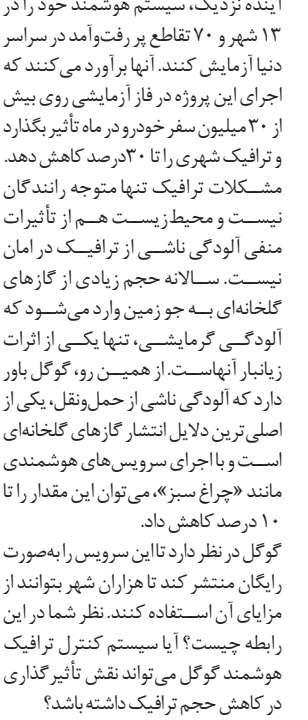 آینده نزدیک، سیستم هوشمند خود را در
۱۳ شهر و ۷۰ تقاطع پر رفت‌وآمد در سراسر
دنیا آزمایش کنند. آنها برآورد می‌کنند که
اجرای این پروژه در فاز آزمایشی روی بیش
از ۳۰ میلیون سفر خودرو در ماه تأثیر بگذارد
و ترافیک شهری را تا ۳۰درصد کاهش دهد.
مشکلات ترافیک تنها متوجه رانندگان
نیست و محیط‌زیست هم از تأثیرات
منفی آلودگی ناشی از ترافیک در امان
نیست. سالانه حجم زیادی از گازهای
گلخانه‌ای به جو زمین وارد می‌شود که
آلودگی گرمایشی، تنها یکی از اثرات
زیانبار آنهاست. از همین رو، گوگل باور
دارد که آلودگی ناشی از حمل‌ونقل، یکی از
اصلی‌ترین دلایل انتشار گازهای گلخانه‌ای
است و با اجرای سرویس‌های هوشمندی
مانند «چراغ سبز»، می‌توان این مقدار را تا
۱۰ درصد کاهش داد.
گوگل در نظر دارد تا این سرویس را به‌صورت
رایگان منتشر کند تا هزاران شهر بتوانند از
مزایای آن استفاده کنند. نظر شما در این
رابطه چیست؟ آیا سیستم کنترل ترافیک
هوشمند گوگل می‌تواند نقش تأثیرگذاری
در کاهش حجم ترافیک داشته باشد؟